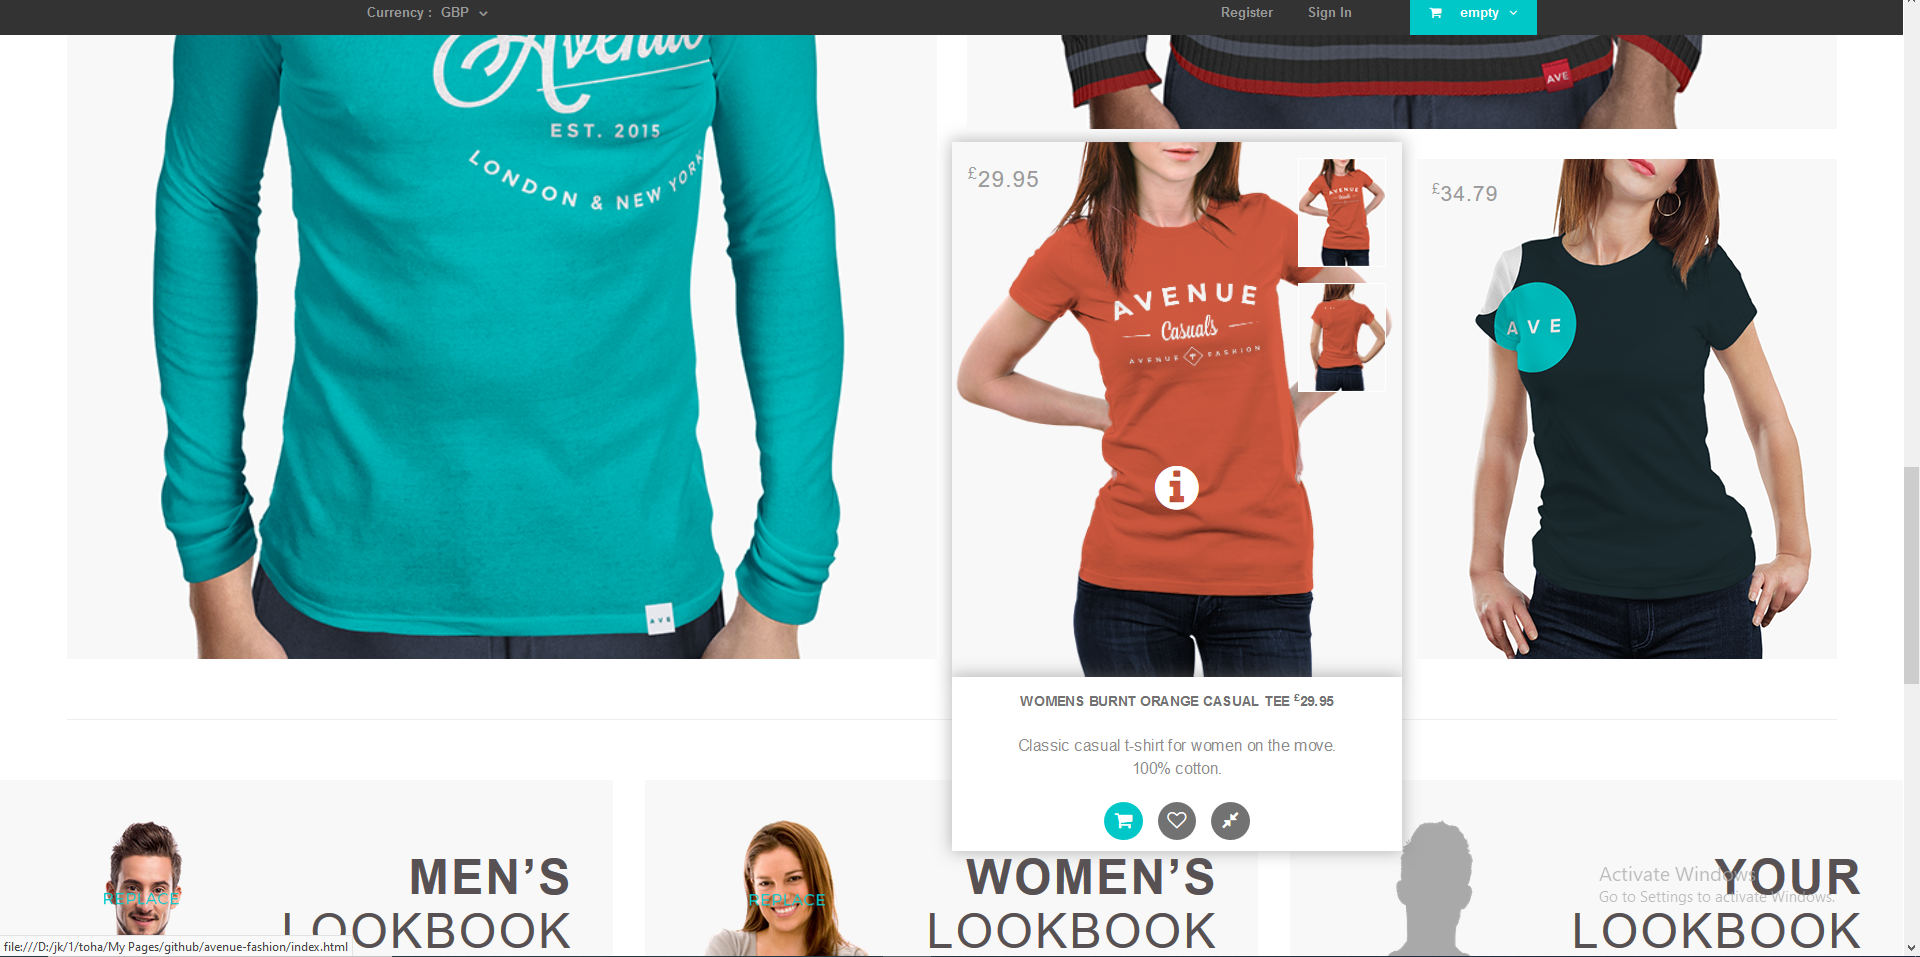 Currency : GBP
Register
Sign In
empty
Avenue
EST. 2015
LONDON & NEW YORK
AVE
AVE
£29.95
AVENUE
Casuals
AVENUE FASHION
AVENUE
£34.79
AVE
WOMENS BURNT ORANGE CASUAL TEE £29.95
Classic casual t-shirt for women on the move.
100% cotton.
REPLACE
MEN’S
LOOKBOOK
REPLACE
WOMEN’S
LOOKBOOK
YOUR
LOOKBOOK
Activate Windows
Go to Settings to activate Windows.
file:///D:/jk/1/toha/My Pages/github/avenue-fashion/index.html